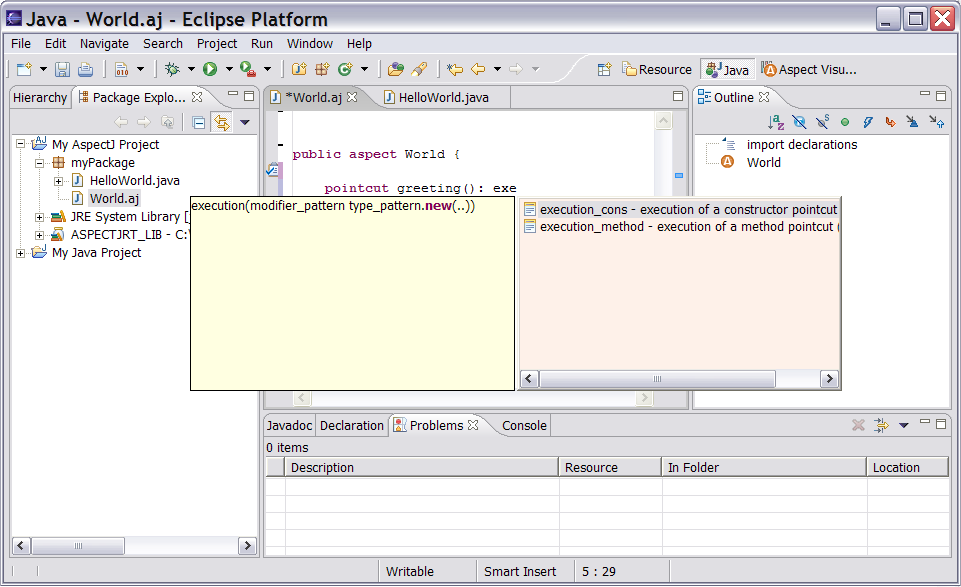 Java - World.aj - Eclipse Platform
File Edit Navigate Search Project Run Window Help
Resource Java Aspect Visu...
Hierarchy Package Explo...
My AspectJ Project
myPackage
HelloWorld.java
World.aj
JRE System Library [
ASPECTJRT_LIB - C:
My Java Project
*World.aj HelloWorld.java
public aspect World {
pointcut greeting(): exe
execution(modifier_pattern type_pattern.new(..))
execution_cons - execution of a constructor pointcut
execution_method - execution of a method pointcut (
Outline
import declarations
World
Javadoc Declaration Problems Console
0 items
Description Resource In Folder Location
Writable Smart Insert 5 : 29